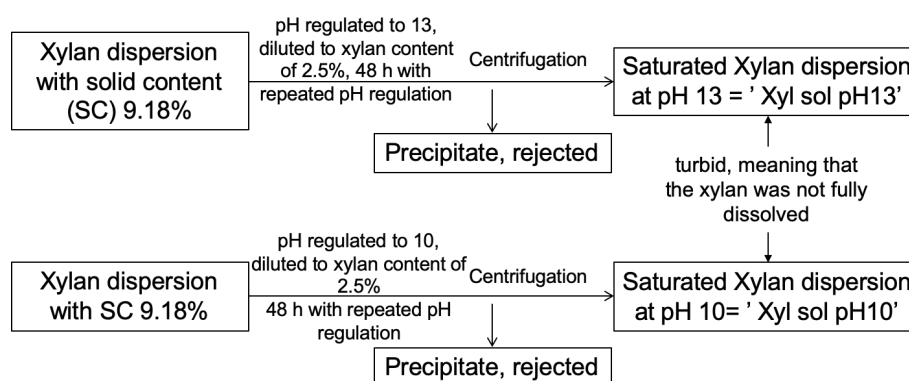 Xylan dispersion
with solid content
(SC) 9.18%
pH regulated to 13,
diluted to xylan content
of 2.5%, 48 h with
repeated pH regulation
Centrifugation
Precipitate, rejected
Saturated Xylan dispersion
at pH 13 = ’ Xyl sol pH13’
turbid, meaning that
the xylan was not fully
dissolved
Xylan dispersion
with SC 9.18%
pH regulated to 10,
diluted to xylan content of
2.5%
48 h with repeated pH
regulation
Centrifugation
Precipitate, rejected
Saturated Xylan dispersion
at pH 10= ’ Xyl sol pH10’